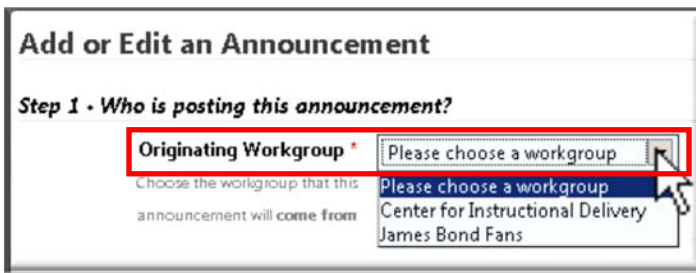 Add or Edit an Announcement
Step 1 - Who is posting this announcement?
Originating Workgroup * Please choose a workgroup
Choose the workgroup that this
announcement will come from
Please choose a workgroup
Center for Instructional Delivery
James Bond Fans